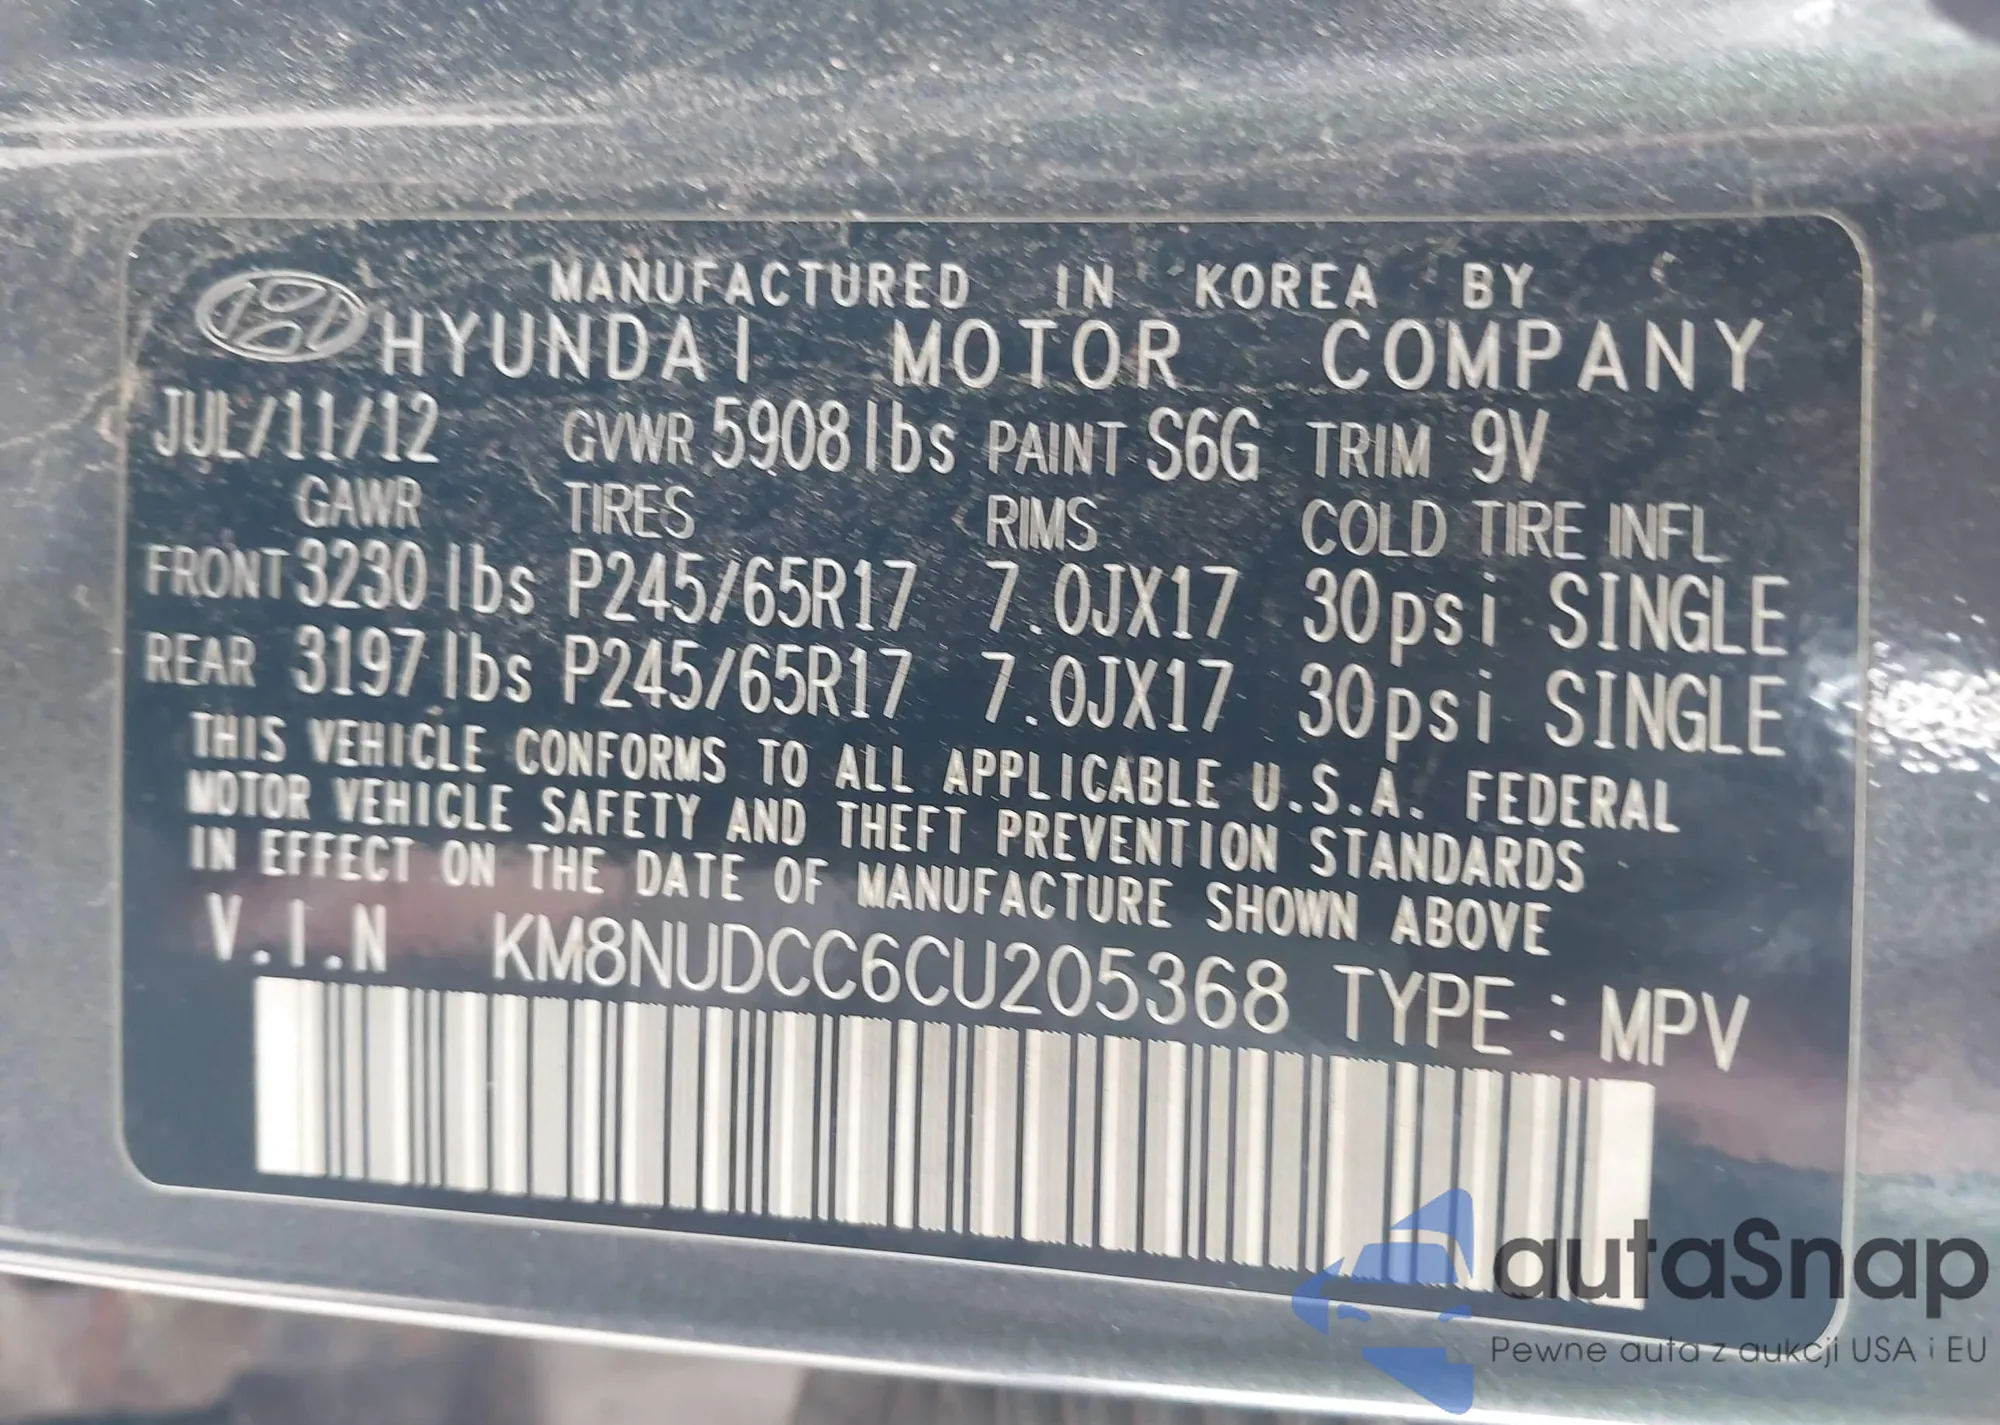 MANUFACTURED IN KOREA BY
HYUNDAI MOTOR COMPANY
JUL/11/12 GVWR 5908lbs PAINT S6G TRIM 9V
GAWR TIRES RIMS COLD TIRE INFL
FRONT 3230 lbs P245/65R17 7.0JX17 30psi SINGLE
REAR 3197 lbs P245/65R17 7.0JX17 30psi SINGLE
THIS VEHICLE CONFORMS TO ALL APPLICABLE U.S.A. FEDERAL
MOTOR VEHICLE SAFETY AND THEFT PREVENTION STANDARDS
IN EFFECT ON THE DATE OF MANUFACTURE SHOWN ABOVE
V.I.N KM8NUDCC6CU205368 TYPE : MPV
autaSnap
Pewne auta z aukcji USA i EU